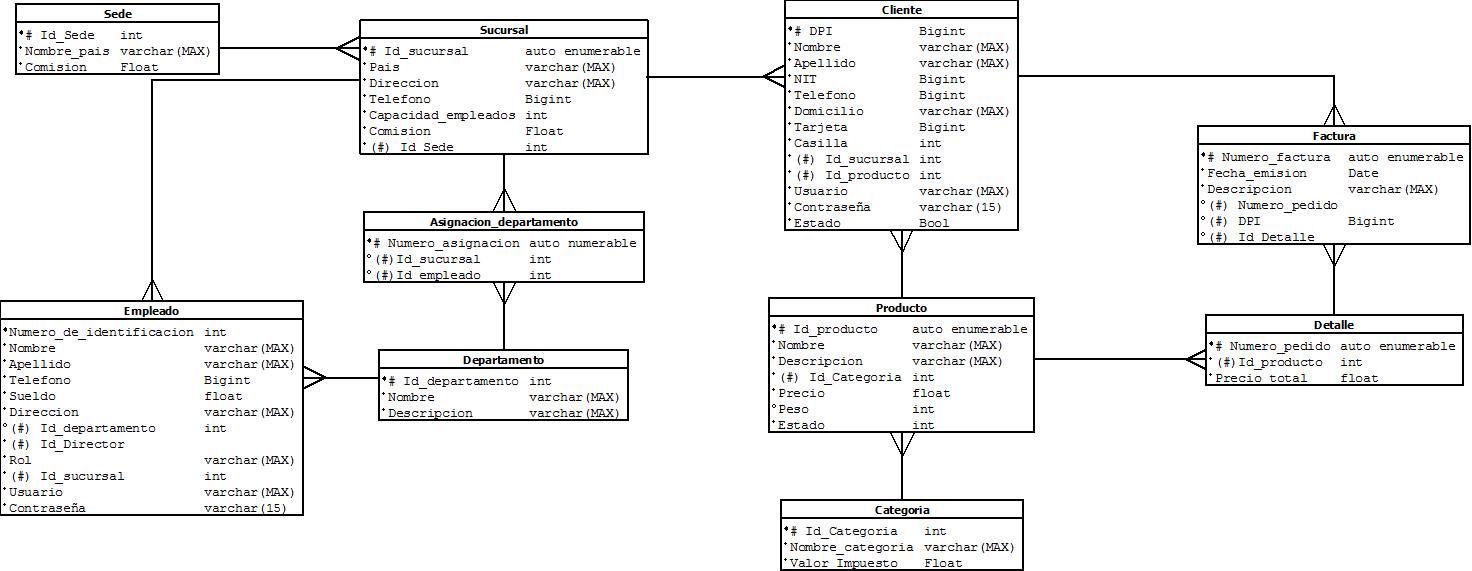 Sede
*# Id_Sede int
*Nombre_pais varchar(MAX)
*Comision Float
Sucursal
*# Id_sucursal auto enumerable
*Pais varchar(MAX)
*Direccion varchar(MAX)
*Telefono Bigint
*Capacidad_empleados int
*Comision Float
*(#) Id_Sede int
Cliente
*# DPI Bigint
*Nombre varchar(MAX)
*Apellido varchar(MAX)
*NIT Bigint
*Telefono Bigint
*Domicilio varchar(MAX)
*Tarjeta Bigint
*Casilla int
*(#) Id_sucursal int
*(#) Id_producto int
*Usuario varchar(MAX)
*Contraseña varchar(15)
*Estado Bool
Factura
*# Numero_factura auto enumerable
*Fecha_emision Date
*Descripcion varchar(MAX)
°(#) Numero_pedido
°(#) DPI Bigint
°(#) Id_Detalle
Asignacion_departamento
*# Numero_asignacion auto numerable
°(#)Id_sucursal int
°(#)Id_empleado int
Empleado
*Numero_de_identificacion int
*Nombre varchar(MAX)
*Apellido varchar(MAX)
*Telefono Bigint
*Sueldo float
*Direccion varchar(MAX)
°(#) Id_departamento int
*(#) Id_Director
*Rol varchar(MAX)
*(#) Id_sucursal int
*Usuario varchar(MAX)
*Contraseña varchar(15)
Departamento
*# Id_departamento int
*Nombre varchar(MAX)
*Descripcion varchar(MAX)
Producto
*# Id_producto auto enumerable
*Nombre varchar(MAX)
*Descripcion varchar(MAX)
*(#) Id_Categoria int
*Precio float
°Peso int
*Estado int
Detalle
*# Numero_pedido auto enumerable
*(#)Id_producto int
*Precio total float
Categoria
*# Id_Categoria int
*Nombre_categoria varchar(MAX)
*Valor Impuesto Float